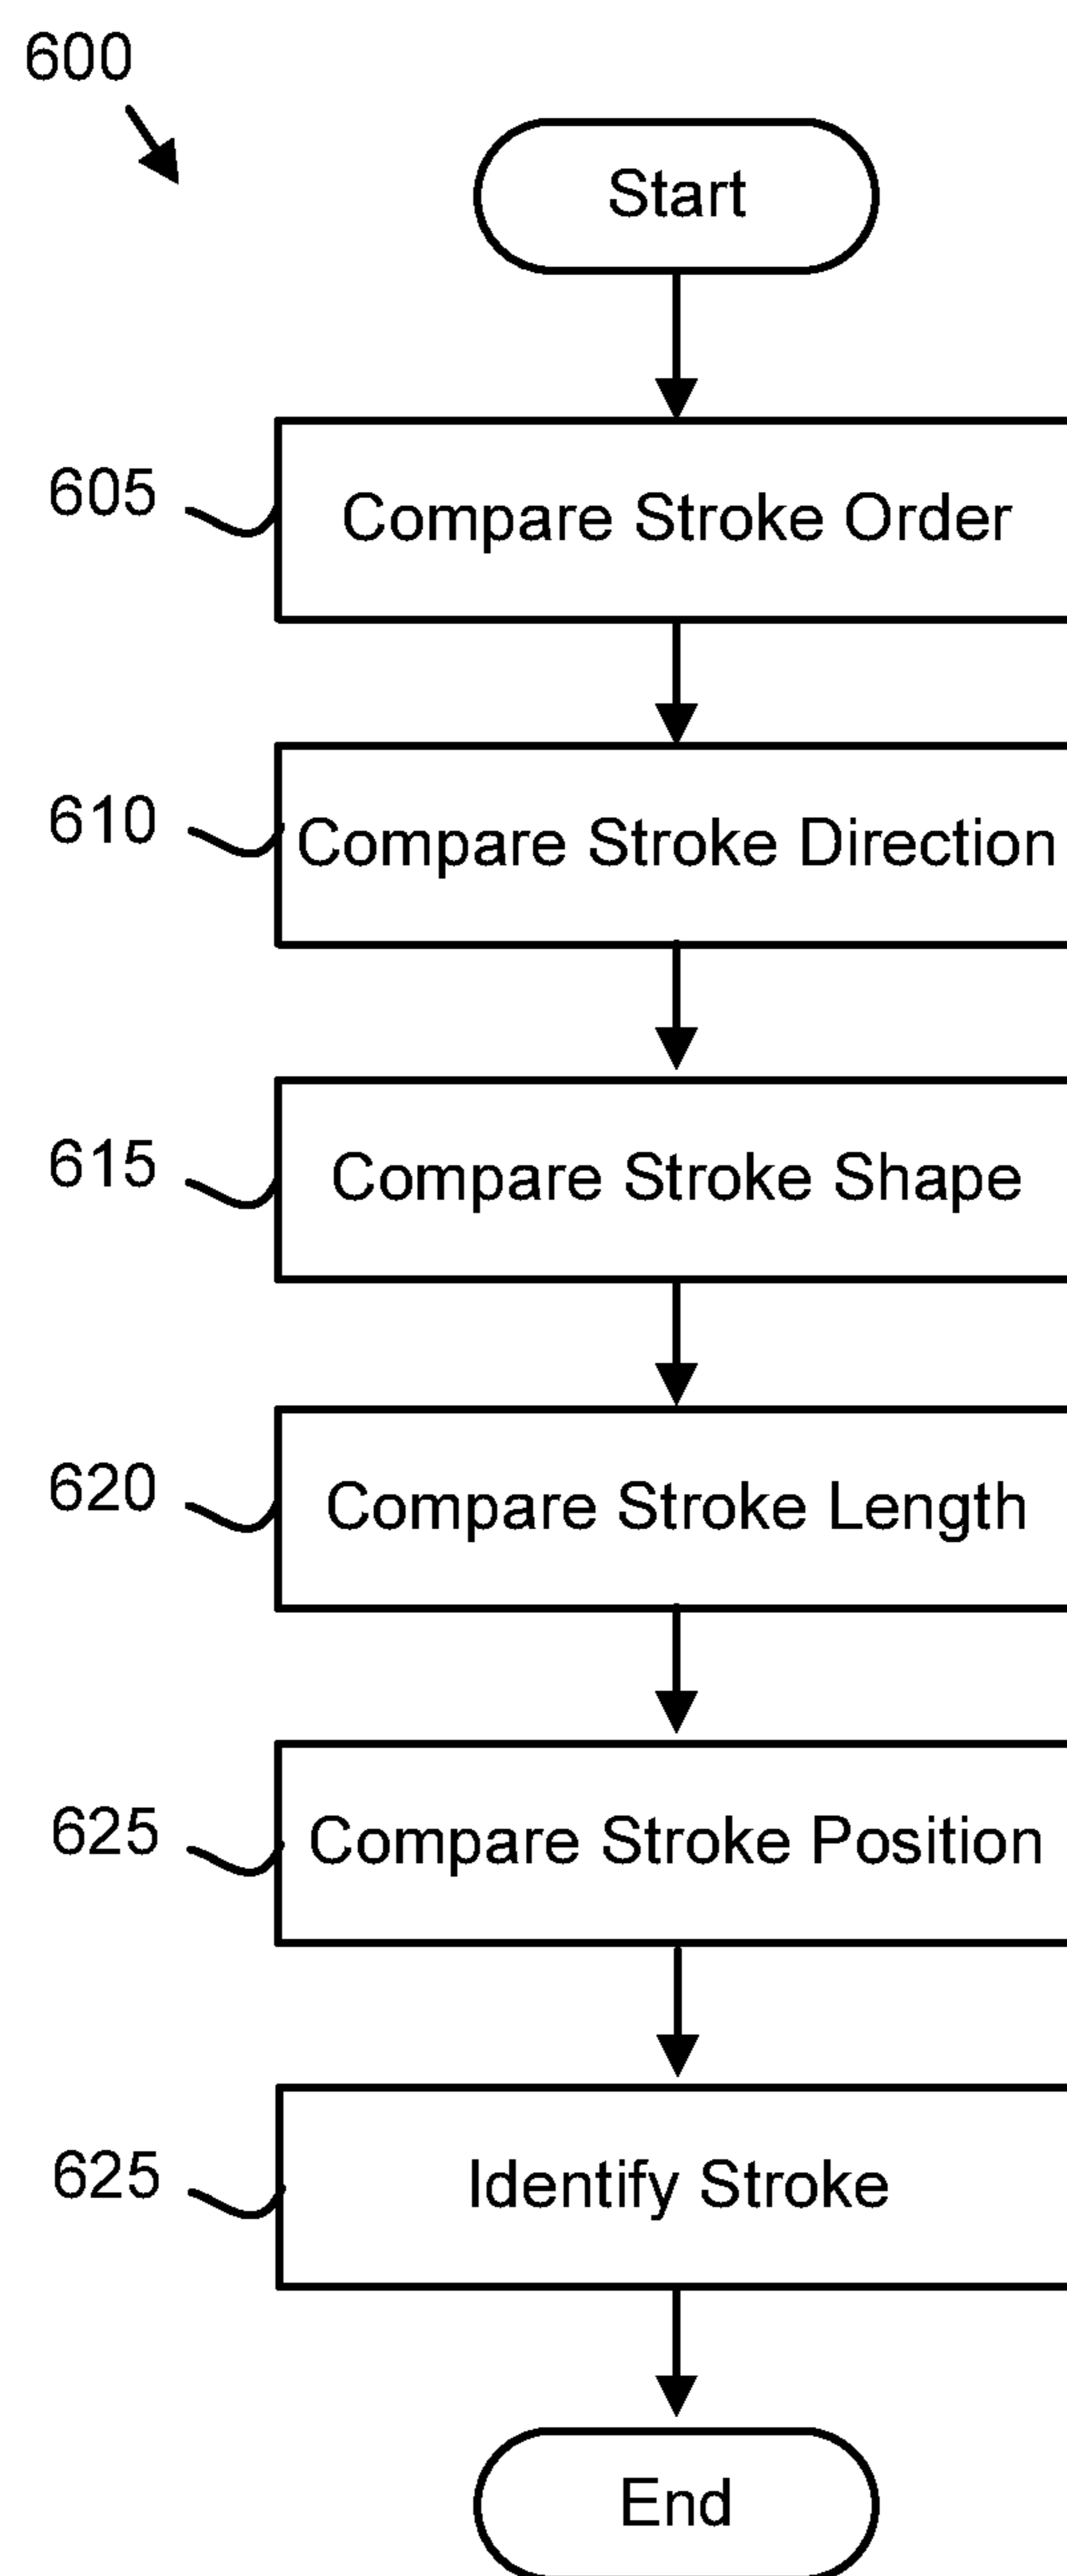 600
Start
605
Compare Stroke Order
610
Compare Stroke Direction
615
Compare Stroke Shape
620
Compare Stroke Length
625
Compare Stroke Position
625
Identify Stroke
End